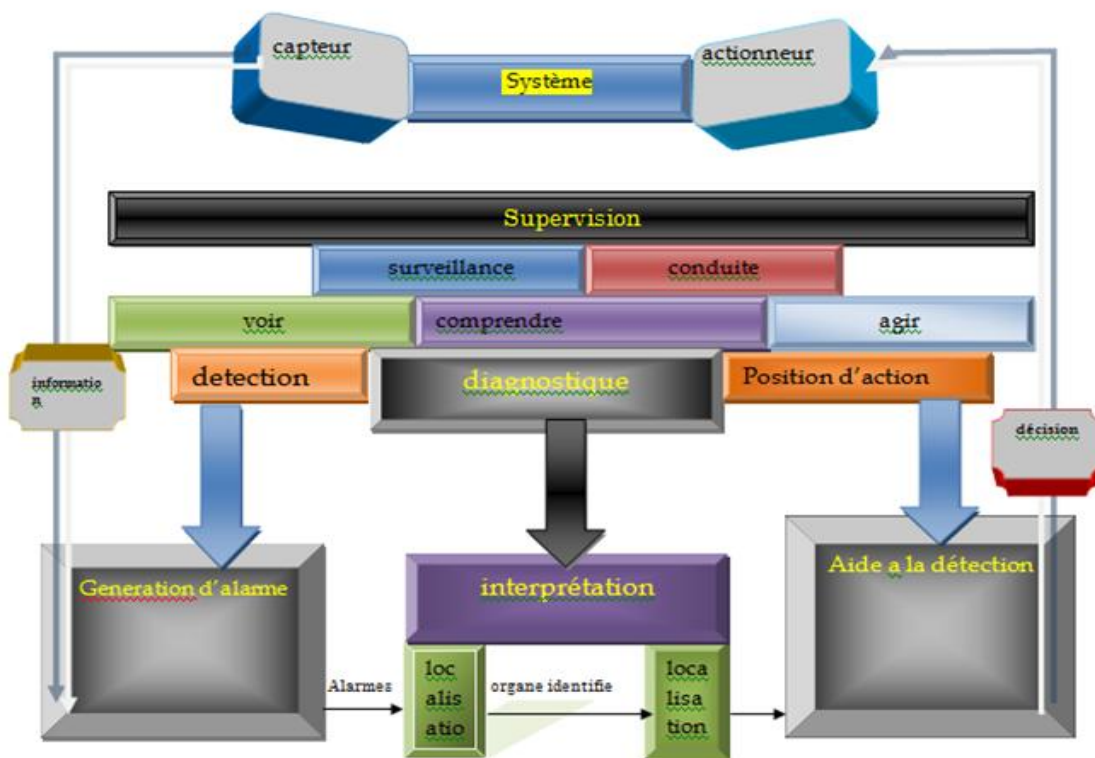 capteur
Système
actionneur
Supervision
surveillance
conduite
voir
comprendre
agir
detection
diagnostique
Position d'action
informatio
n
décision
Generation d'alarme
interprétation
Aide a la détection
Alarmes
loc
alis
atio
organe identifie
loca
lisa
tion